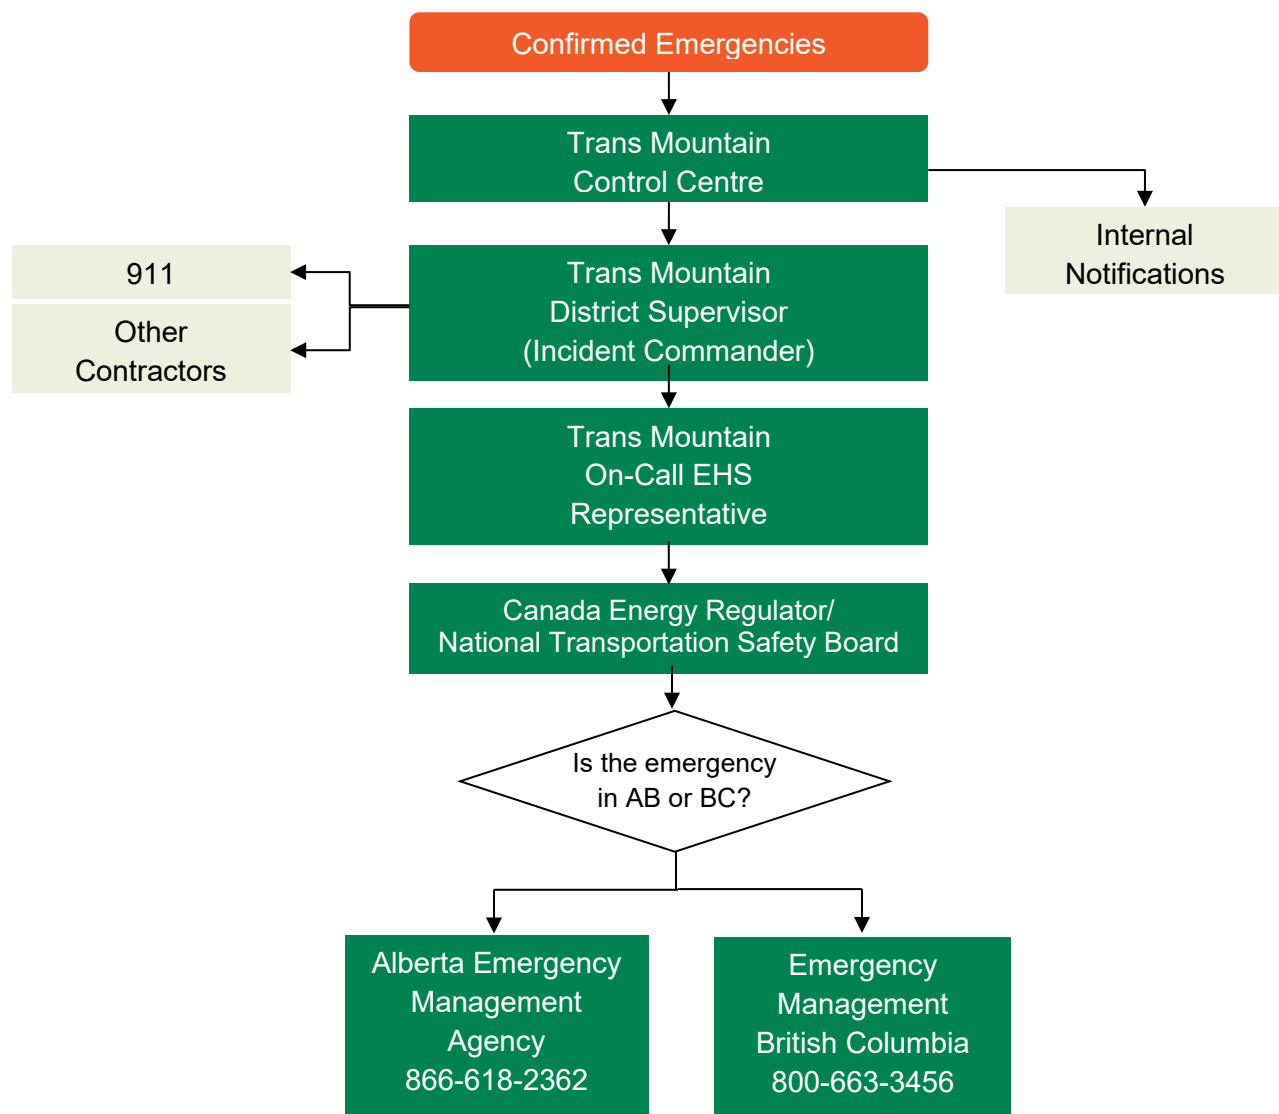 Confirmed Emergencies
Trans Mountain
Control Centre
Internal
Notifications
911
Other
Contractors
Trans Mountain
District Supervisor
(Incident Commander)
Trans Mountain
On-Call EHS
Representative
Canada Energy Regulator/
National Transportation Safety Board
Is the emergency
in AB or BC?
Alberta Emergency
Management
Agency
866-618-2362
Emergency
Management
British Columbia
800-663-3456